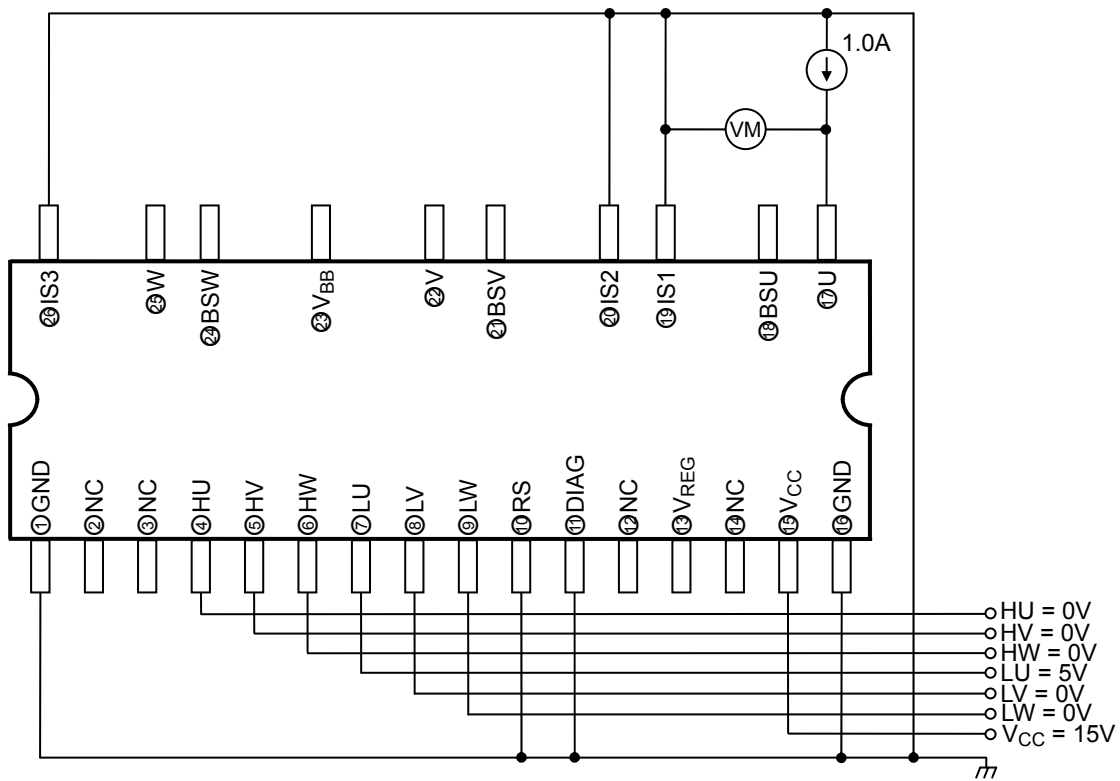 1.0A
VM
㉖IS3
㉕W
㉔BSW
㉓VBB
㉒V
㉑BSV
⑳IS2
⑲IS1
⑱BSU
⑰U
①GND
②NC
③NC
④HU
⑤HV
⑥HW
⑦LU
⑧LV
⑨LW
⑩RS
⑪DIAG
⑫NC
⑬VREG
⑭NC
⑮VCC
⑯GND
HU = 0V
HV = 0V
HW = 0V
LU = 5V
LV = 0V
LW = 0V
VCC = 15V